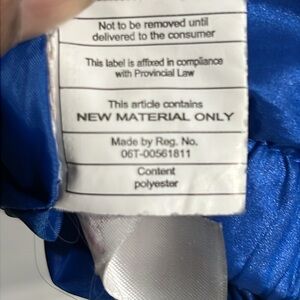 Not to be removed until
delivered to the consumer
This label is affixed in compliance
with Provincial Law
This article contains
NEW MATERIAL ONLY
Made by Reg. No.
06T-00561811
Content
polyester